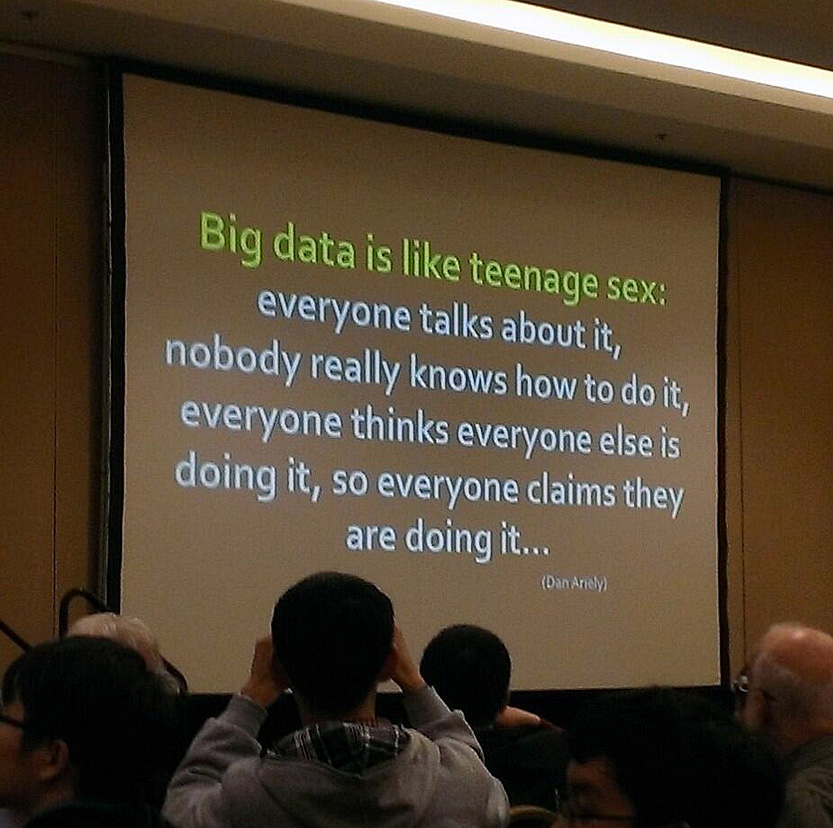 Big data is like teenage sex:
everyone talks about it,
nobody really knows how to do it,
everyone thinks everyone else is
doing it, so everyone claims they
are doing it...
(Dan Ariely)